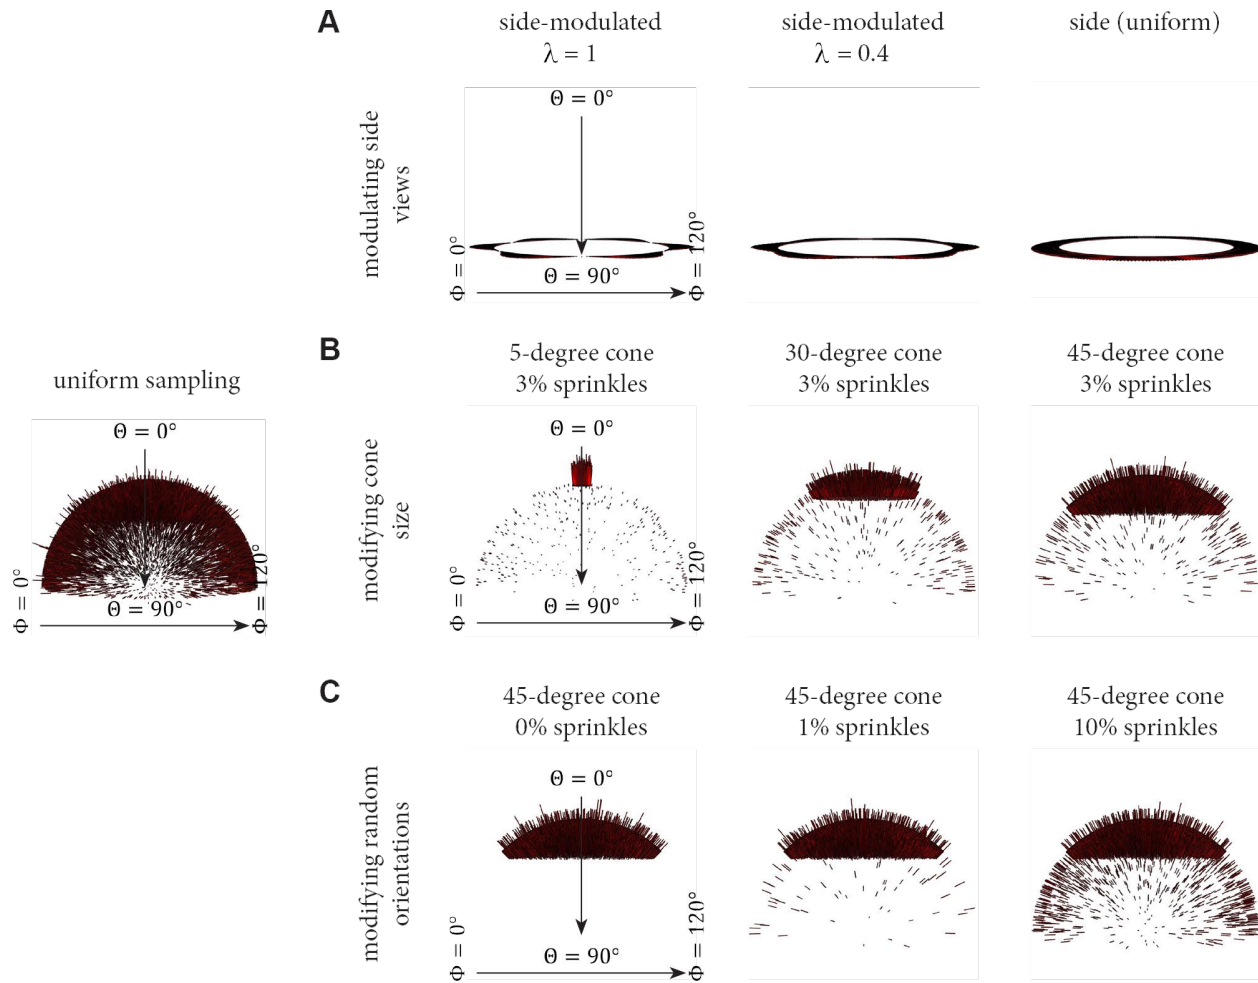 A
side-modulated
λ = 1
side-modulated
λ = 0.4
side (uniform)
modulating side
views
Θ = 0°
Φ = 0°
Θ = 90°
Φ = 120°
uniform sampling
Θ = 0°
Φ = 0°
Θ = 90°
Φ = 120°
B
5-degree cone
3% sprinkles
30-degree cone
3% sprinkles
45-degree cone
3% sprinkles
modifying cone
size
Θ = 0°
Φ = 0°
Θ = 90°
Φ = 120°
C
45-degree cone
0% sprinkles
45-degree cone
1% sprinkles
45-degree cone
10% sprinkles
modifying random
orientations
Θ = 0°
Φ = 0°
Θ = 90°
Φ = 120°